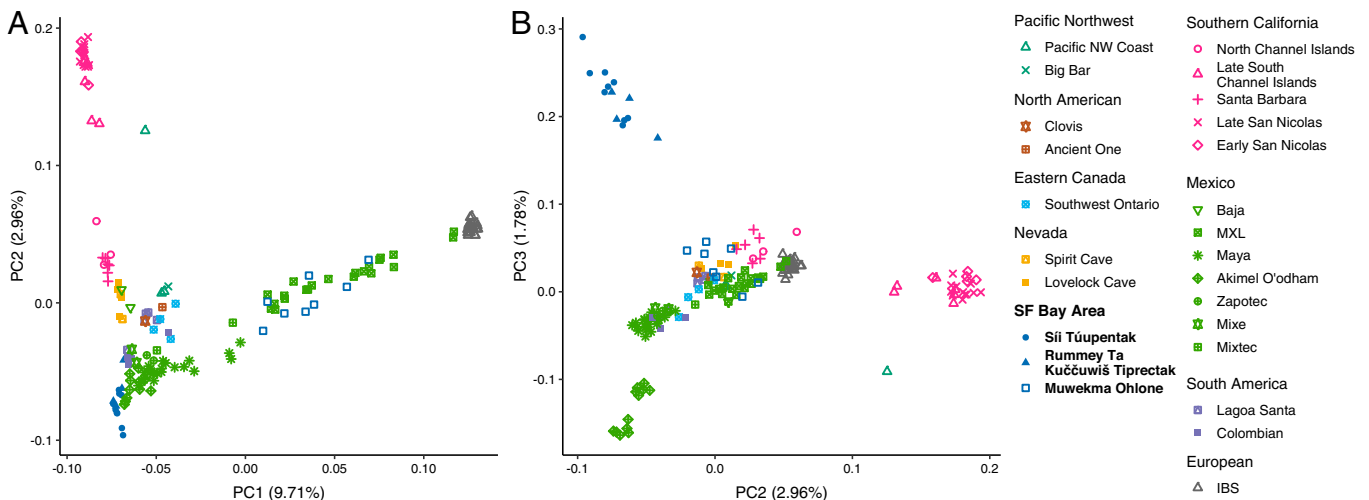 A
PC2 (2.96%)
0.2
0.1
0.0
-0.1
-0.10
-0.05
0.00
0.05
0.10
PC1 (9.71%)
B
PC3 (1.78%)
0.3
0.2
0.1
0.0
-0.1
-0.1
0.0
0.1
0.2
PC2 (2.96%)
Pacific Northwest
Pacific NW Coast
Big Bar
North American
Clovis
Ancient One
Eastern Canada
Southwest Ontario
Nevada
Spirit Cave
Lovelock Cave
SF Bay Area
Síi Túupentak
Rummey Ta
Kuččuwiš Tiprectak
Muwekma Ohlone
Southern California
North Channel Islands
Late South
Channel Islands
Santa Barbara
Late San Nicolas
Early San Nicolas
Mexico
Baja
MXL
Maya
Akimel O'odham
Zapotec
Mixe
Mixtec
South America
Lagoa Santa
Colombian
European
IBS